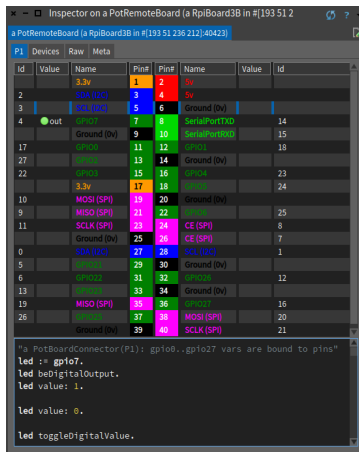 Inspector on a PotRemoteBoard (a RpiBoard3B in #[193 51 2
a PotRemoteBoard (a RpiBoard3B in #[193 51 236 212]:40423)
P1 Devices Raw Meta
Id Value Name Pin# Pin# Name Value Id
3.3v 1 2 5v
2 SDA (I2C) 3 4 5v
3 SCL (I2C) 5 6 Ground (0v)
4 out GPIO7 7 8 SerialPortTXD 14
Ground (0v) 9 10 SerialPortRXD 15
17 GPIO0 11 12 GPIO1 18
27 GPIO2 13 14 Ground (0v)
22 GPIO3 15 16 GPIO4 23
3.3v 17 18 GPIO5 24
10 MOSI (SPI) 19 20 Ground (0v)
9 MISO (SPI) 21 22 GPIO6 25
11 SCLK (SPI) 23 24 CE (SPI) 8
Ground (0v) 25 26 CE (SPI) 7
0 27 28 1
5 GPIO21 29 30 Ground (0v)
6 GPIO22 31 32 GPIO26 12
13 GPIO23 33 34 Ground (0v)
19 MISO (SPI) 35 36 GPIO27 16
26 GPIO25 37 38 MOSI (SPI) 20
Ground (0v) 39 40 SCLK (SPI) 21
"a PotBoardConnector(P1): gpio0..gpio27 vars are bound to pins"
led := gpio7.
led beDigitalOutput.
led value: 1.
led value: 0.
led toggleDigitalValue.